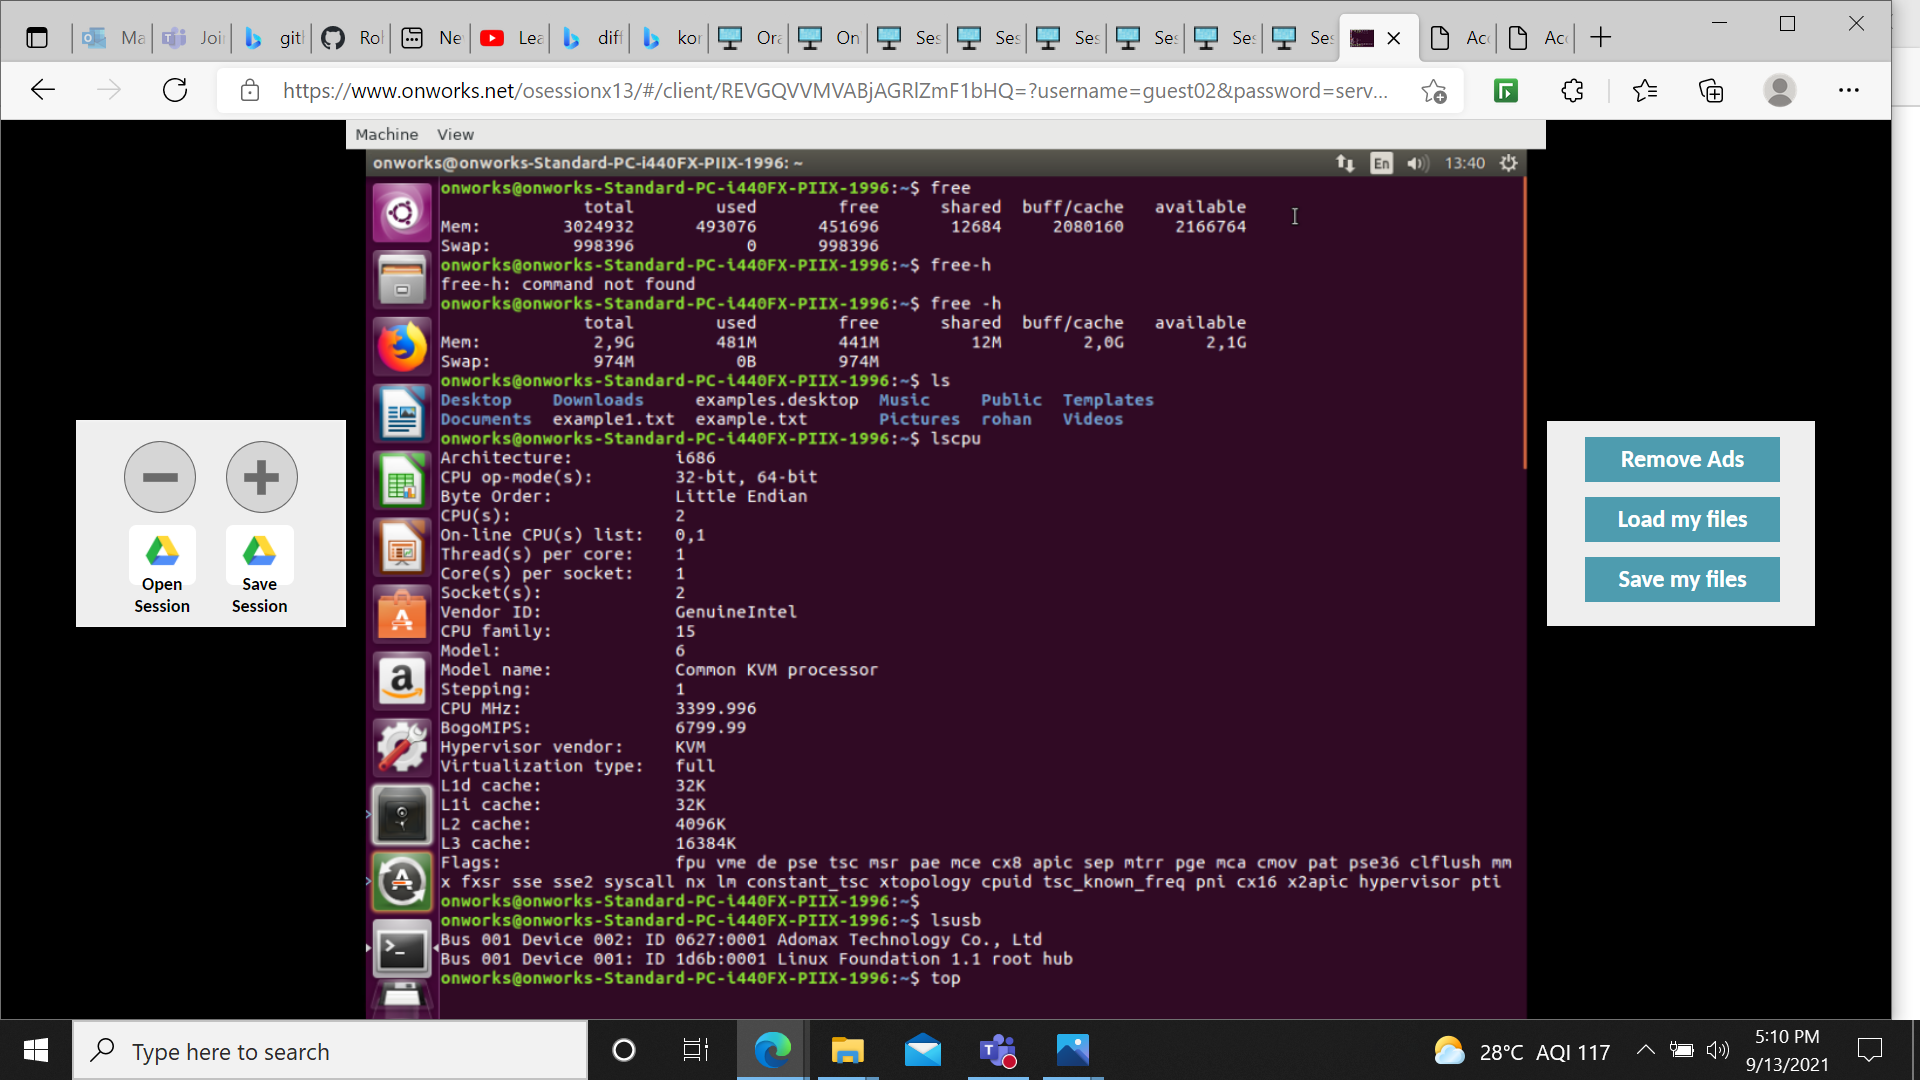 Ma
Joi
git
Rol
Ne
Lea
dif
kor
Ora
On
Ses
Ses
Ses
Ses
Ses
Ses
Acc
Acc
https://www.onworks.net/osessionx13/#/client/REVGQVVMVABjAGRlZmF1bHQ=?username=guest02&password=serv...
Machine View
onworks@onworks-Standard-PC-i440FX-PIIX-1996: ~
En
13:40
onworks@onworks-Standard-PC-i440FX-PIIX-1996:~$ free
total used free shared buff/cache available
Mem: 3024932 493076 451696 12684 2080160 2166764
Swap: 998396 0 998396
onworks@onworks-Standard-PC-i440FX-PIIX-1996:~$ free-h
free-h: command not found
onworks@onworks-Standard-PC-i440FX-PIIX-1996:~$ free -h
total used free shared buff/cache available
Mem: 2,9G 481M 441M 12M 2,0G 2,1G
Swap: 974M 0B 974M
onworks@onworks-Standard-PC-i440FX-PIIX-1996:~$ ls
Desktop Downloads examples.desktop Music Public Templates
Documents example1.txt example.txt Pictures rohan Videos
onworks@onworks-Standard-PC-i440FX-PIIX-1996:~$ lscpu
Architecture: i686
CPU op-mode(s): 32-bit, 64-bit
Byte Order: Little Endian
CPU(s): 2
On-line CPU(s) list: 0,1
Thread(s) per core: 1
Core(s) per socket: 1
Socket(s): 2
Vendor ID: GenuineIntel
CPU family: 15
Model: 6
Model name: Common KVM processor
Stepping: 1
CPU MHz: 3399.996
BogoMIPS: 6799.99
Hypervisor vendor: KVM
Virtualization type: full
L1d cache: 32K
L1i cache: 32K
L2 cache: 4096K
L3 cache: 16384K
Flags: fpu vme de pse tsc msr pae mce cx8 apic sep mtrr pge mca cmov pat pse36 clflush mm
x fxsr sse sse2 syscall nx lm constant_tsc xtopology cpuid tsc_known_freq pni cx16 x2apic hypervisor pti
onworks@onworks-Standard-PC-i440FX-PIIX-1996:~$
onworks@onworks-Standard-PC-i440FX-PIIX-1996:~$ lsusb
Bus 001 Device 002: ID 0627:0001 Adomax Technology Co., Ltd
Bus 001 Device 001: ID 1d6b:0001 Linux Foundation 1.1 root hub
onworks@onworks-Standard-PC-i440FX-PIIX-1996:~$ top
Open
Session
Save
Session
Remove Ads
Load my files
Save my files
Type here to search
28°C AQI 117
5:10 PM
9/13/2021